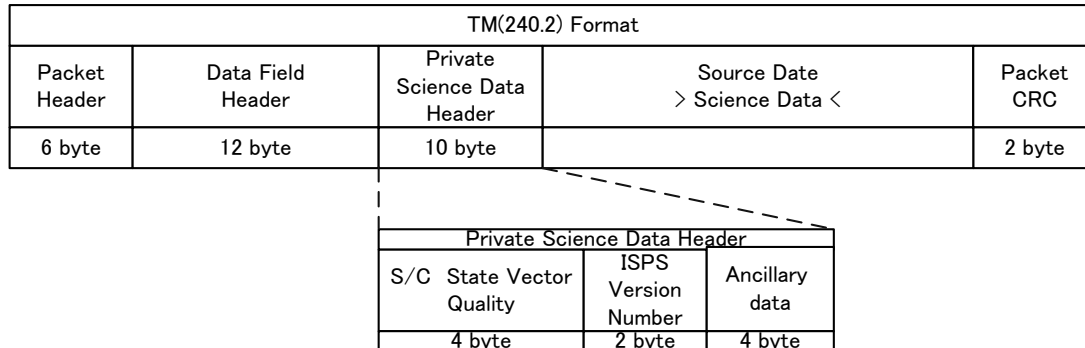 TM(240.2) Format
Packet
Header
Data Field
Header
Private
Science Data
Header
Source Date
> Science Data <
Packet
CRC
6 byte
12 byte
10 byte
2 byte
Private Science Data Header
S/C State Vector
Quality
ISPS
Version
Number
Ancillary
data
4 byte
2 byte
4 byte